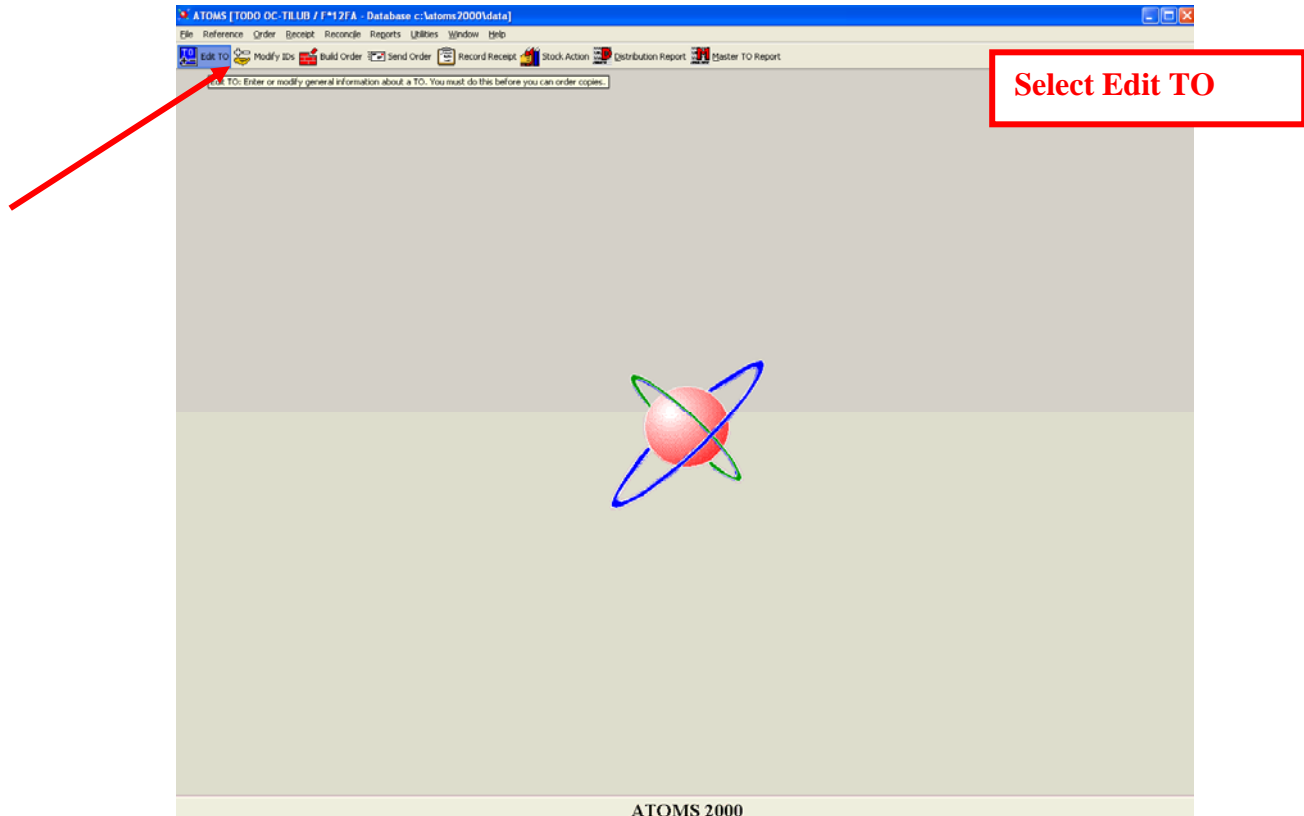 ATOMS [TODO OC-TILUB / F*12FA - Database c:\atoms2000\data]
File Reference Order Receipt Reconcile Reports Utilities Window Help
Edit TO Modify IDs Build Order Send Order Record Receipt Stock Action Distribution Report Master TO Report
Edit TO: Enter or modify general information about a TO. You must do this before you can order copies.
Select Edit TO
ATOMS 2000